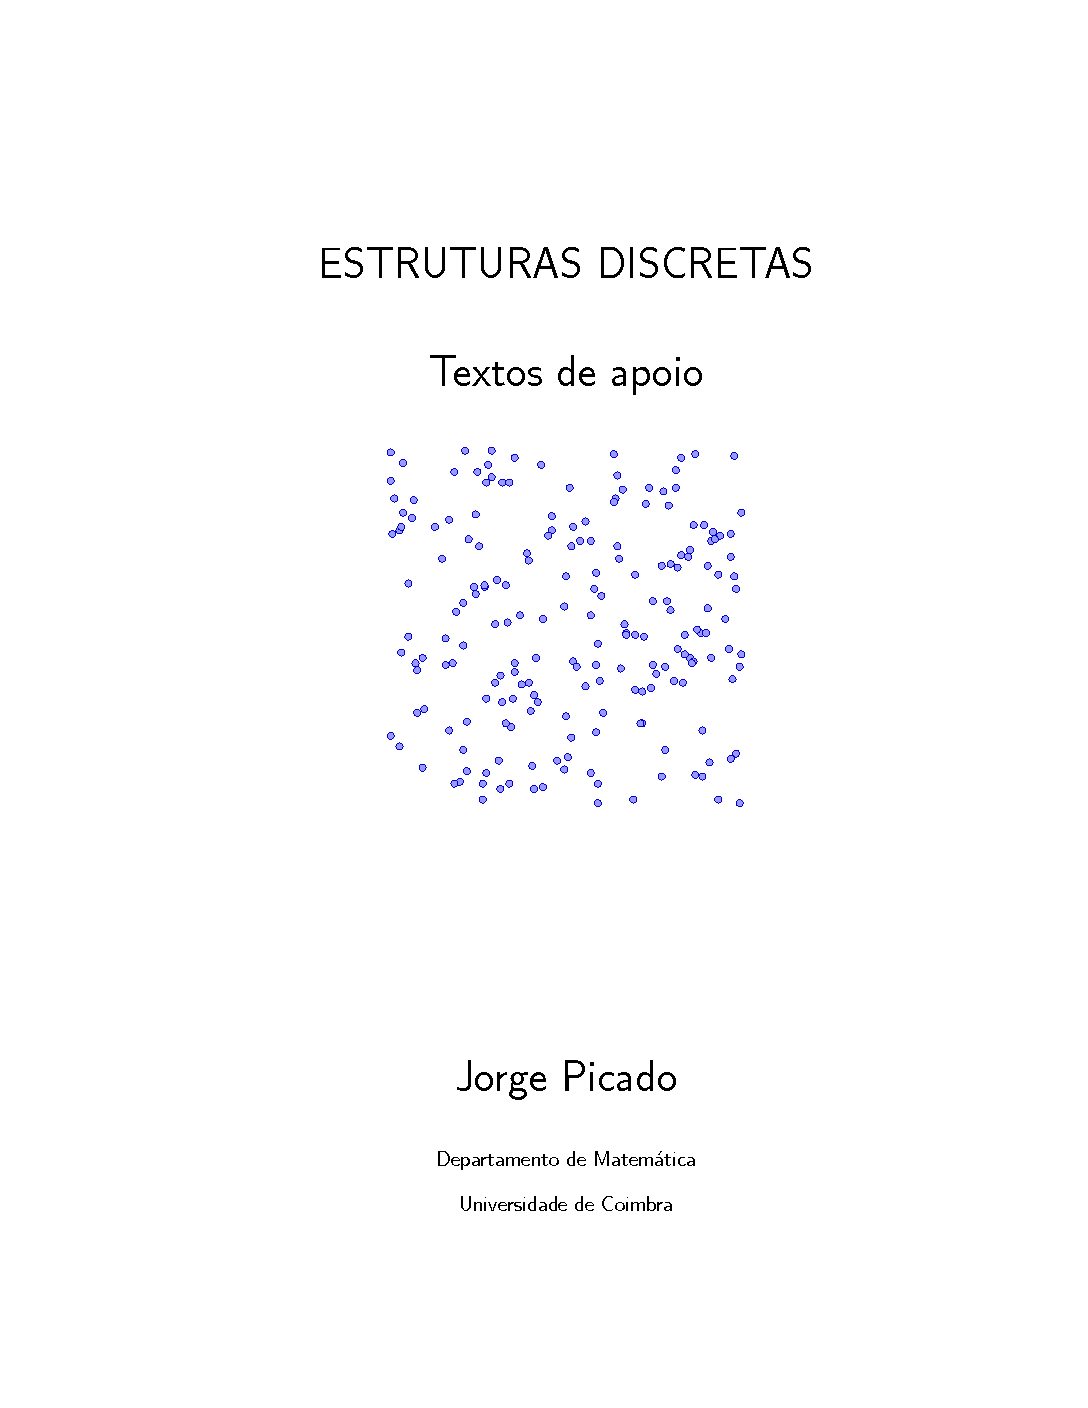 ESTRUTURAS DISCRETAS
Textos de apoio
Jorge Picado
Departamento de Matemática
Universidade de Coimbra